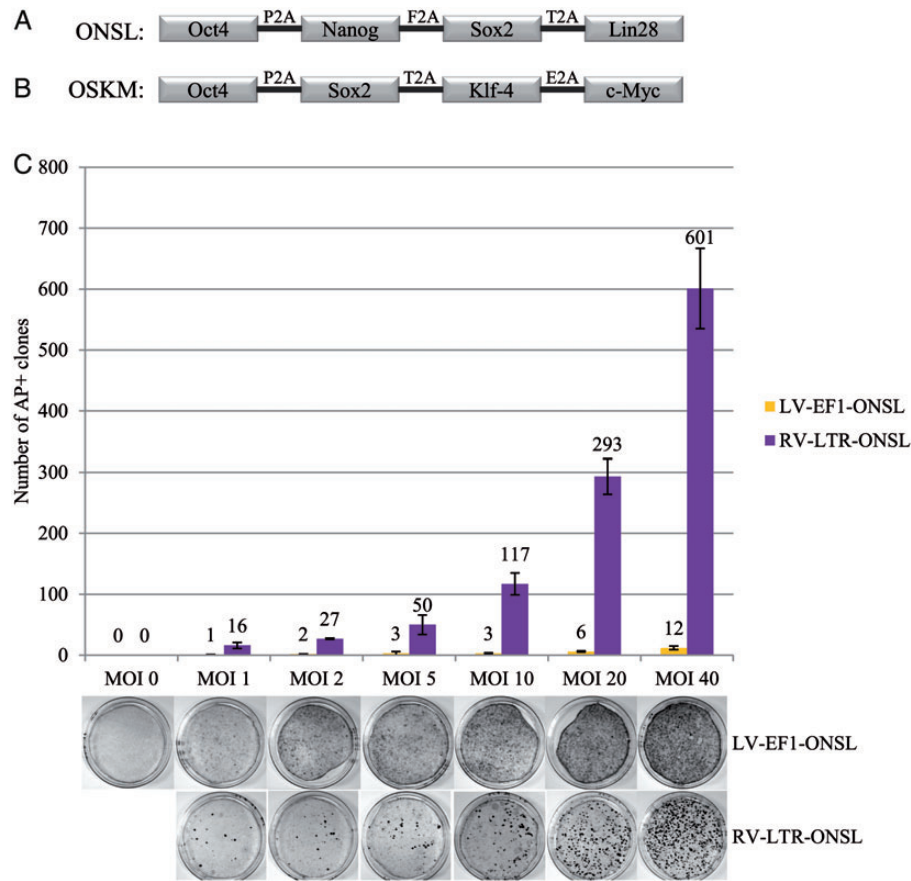 A
ONSL: Oct4 P2A Nanog F2A Sox2 T2A Lin28
B
OSKM: Oct4 P2A Sox2 T2A Klf-4 E2A c-Myc
C
Number of AP+ clones
800
700
600
500
400
300
200
100
0
0 0
1 16
2 27
3 50
3 117
6 293
12 601
MOI 0 MOI 1 MOI 2 MOI 5 MOI 10 MOI 20 MOI 40
LV-EF1-ONSL
RV-LTR-ONSL
LV-EF1-ONSL
RV-LTR-ONSL